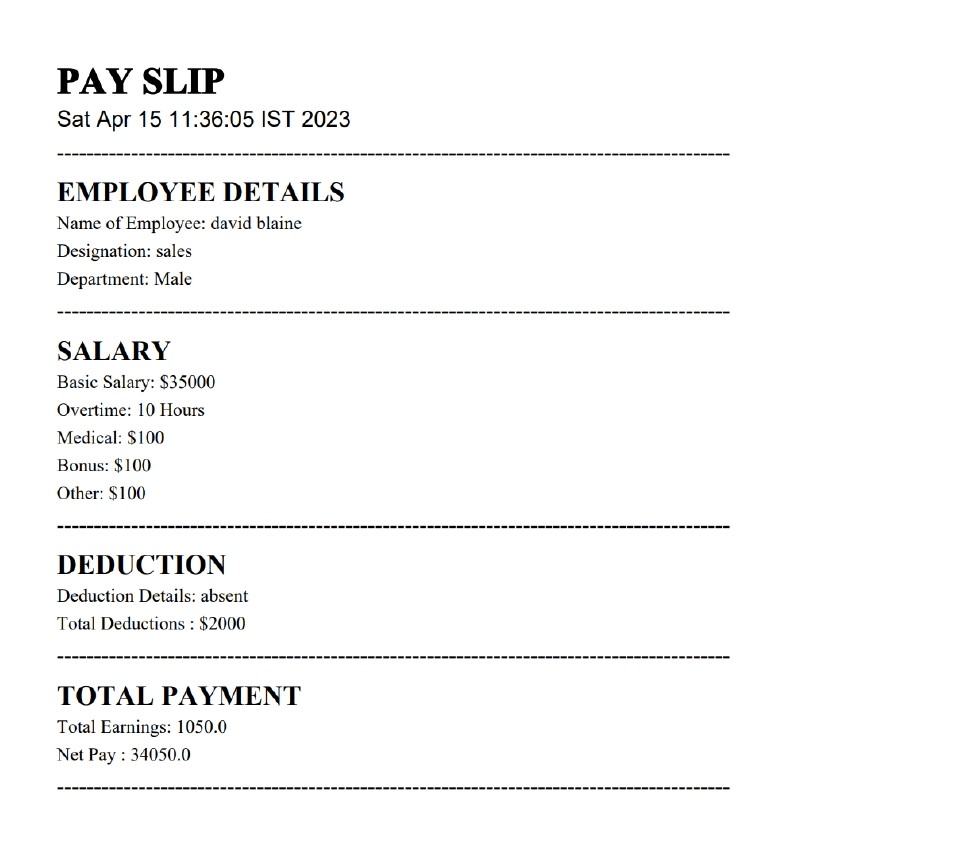 PAY SLIP
Sat Apr 15 11:36:05 IST 2023
------------------------------------------------------------------------------------------
EMPLOYEE DETAILS
Name of Employee: david blaine
Designation: sales
Department: Male
------------------------------------------------------------------------------------------
SALARY
Basic Salary: $35000
Overtime: 10 Hours
Medical: $100
Bonus: $100
Other: $100
------------------------------------------------------------------------------------------
DEDUCTION
Deduction Details: absent
Total Deductions : $2000
------------------------------------------------------------------------------------------
TOTAL PAYMENT
Total Earnings: 1050.0
Net Pay : 34050.0
------------------------------------------------------------------------------------------